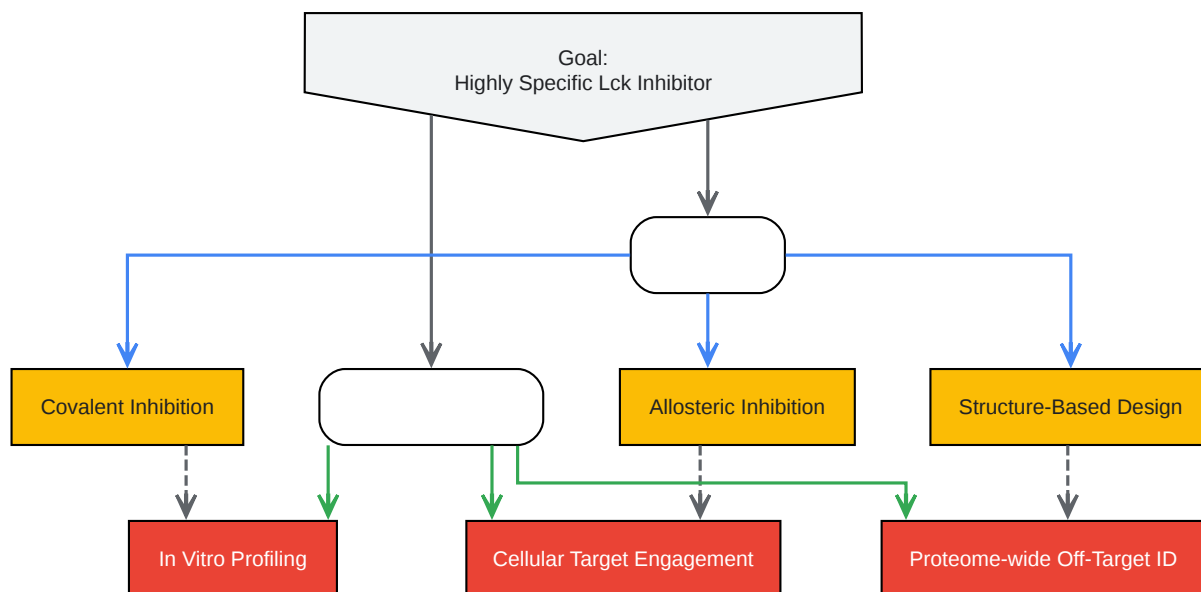 Goal:
Highly Specific Lck Inhibitor
Covalent Inhibition
Allosteric Inhibition
Structure-Based Design
In Vitro Profiling
Cellular Target Engagement
Proteome-wide Off-Target ID